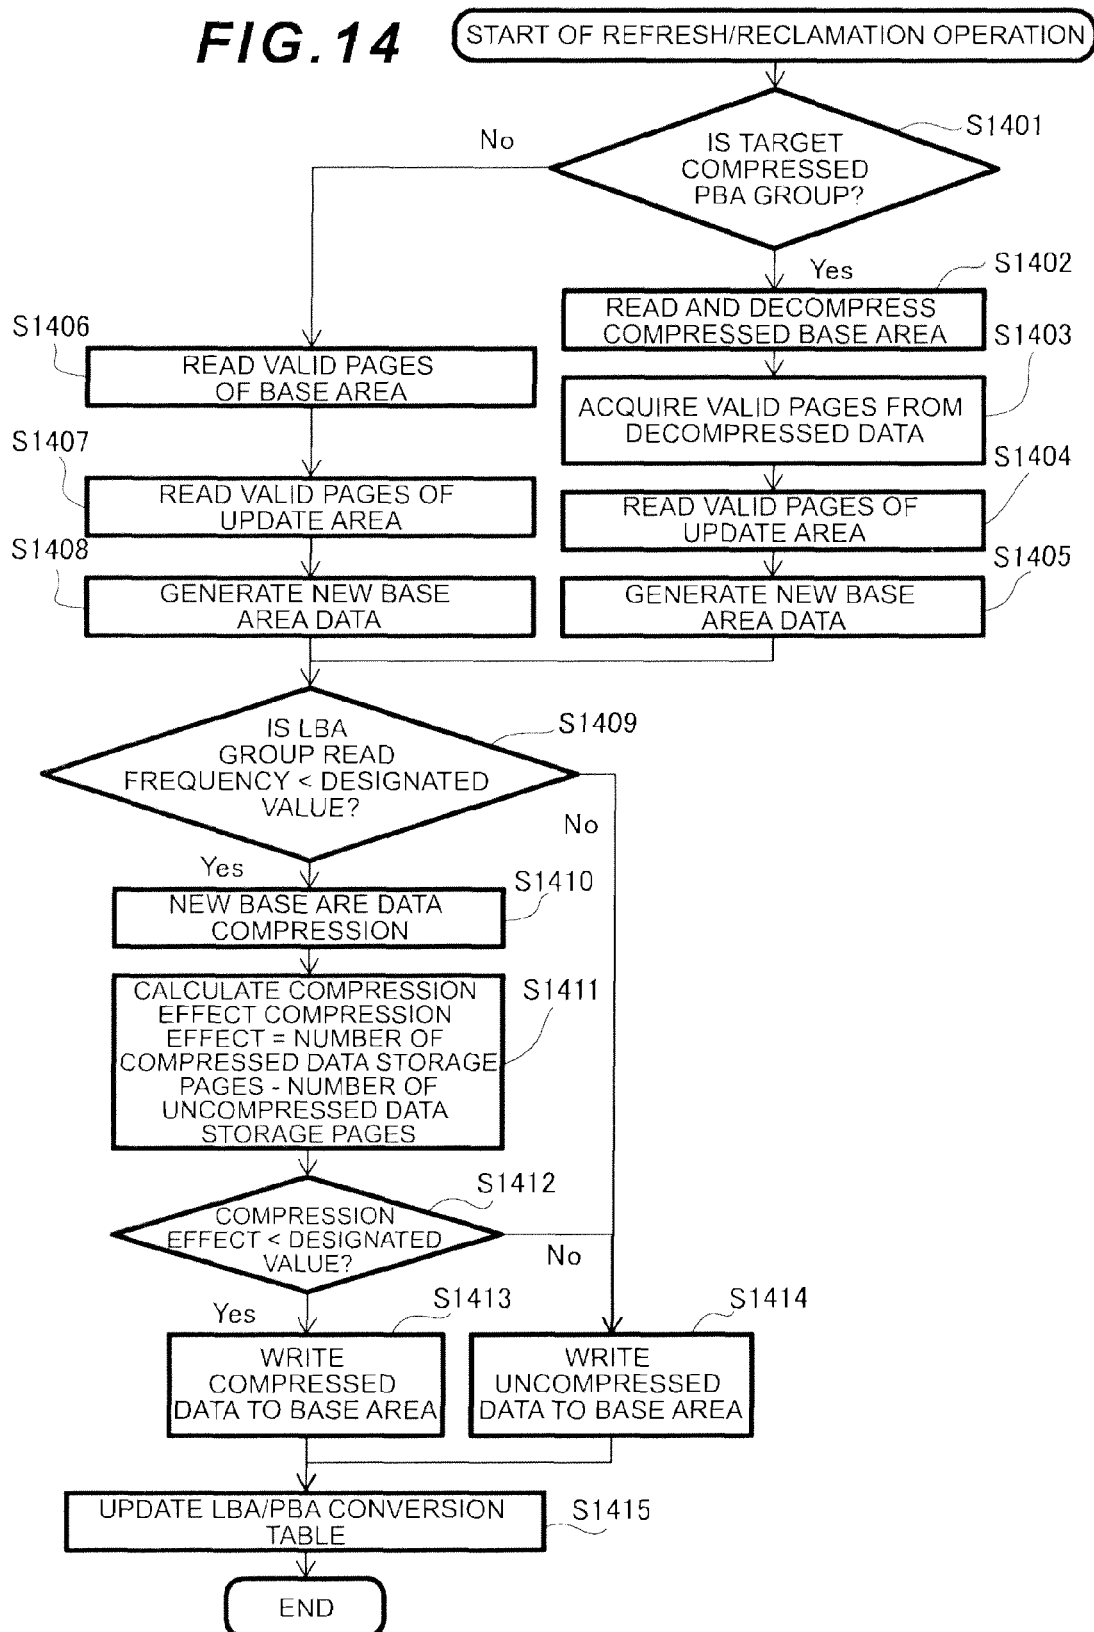 FIG.14
START OF REFRESH/RECLAMATION OPERATION
IS TARGET
COMPRESSED
PBA GROUP?
S1401
No
Yes
S1402
READ AND DECOMPRESS
COMPRESSED BASE AREA
S1403
ACQUIRE VALID PAGES FROM
DECOMPRESSED DATA
S1404
READ VALID PAGES OF
UPDATE AREA
S1405
GENERATE NEW BASE
AREA DATA
S1406
READ VALID PAGES
OF BASE AREA
S1407
READ VALID PAGES OF
UPDATE AREA
S1408
GENERATE NEW BASE
AREA DATA
IS LBA
GROUP READ
FREQUENCY < DESIGNATED
VALUE?
S1409
No
Yes
S1410
NEW BASE ARE DATA
COMPRESSION
CALCULATE COMPRESSION
EFFECT COMPRESSION
EFFECT = NUMBER OF
COMPRESSED DATA STORAGE
PAGES - NUMBER OF
UNCOMPRESSED DATA
STORAGE PAGES
S1411
S1412
COMPRESSION
EFFECT < DESIGNATED
VALUE?
No
Yes
S1413
WRITE
COMPRESSED
DATA TO BASE AREA
S1414
WRITE
UNCOMPRESSED
DATA TO BASE AREA
UPDATE LBA/PBA CONVERSION
TABLE
S1415
END